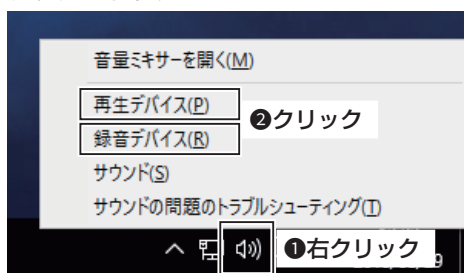 音量ミキサーを開く(M)
再生デバイス(P)
❷クリック
録音デバイス(R)
サウンド(S)
サウンドの問題のトラブルシューティング(T)
❶右クリック
9